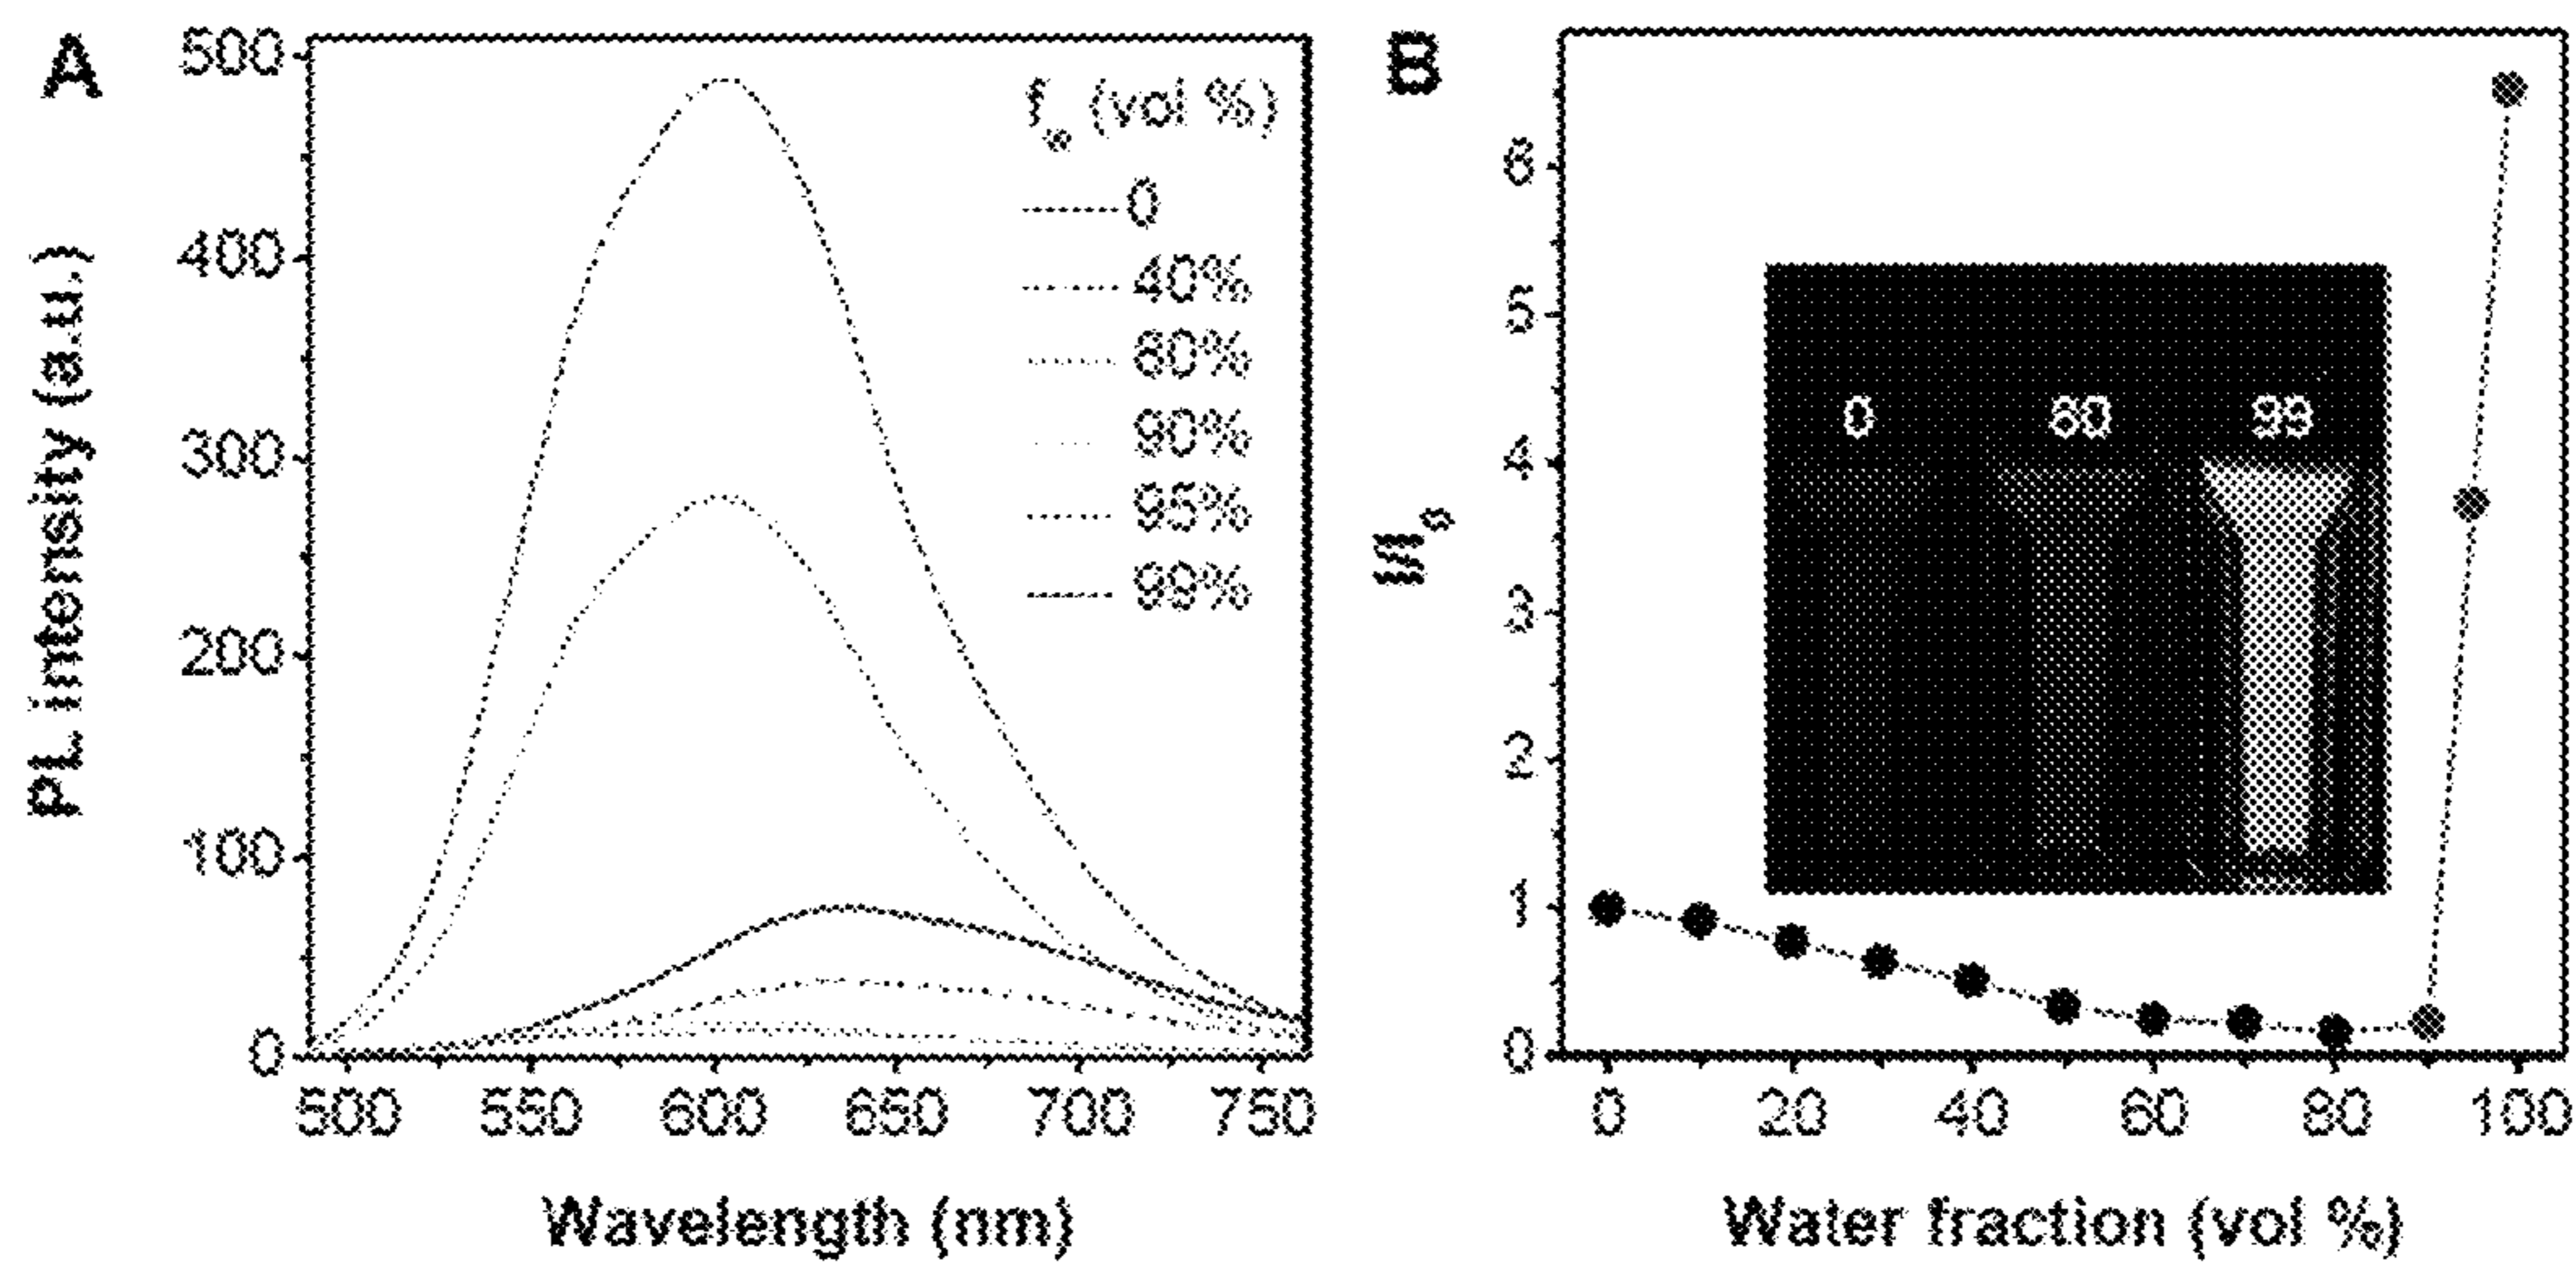 A
500
400
300
200
100
0
PL intensity (a.u.)
f w (vol %)
0
40%
60%
90%
95%
99%
500 550 600 650 700 750
Wavelength (nm)
B
6
5
4
3
2
1
0
I/I0
0 60 99
0 20 40 60 80 100
Water fraction (vol %)